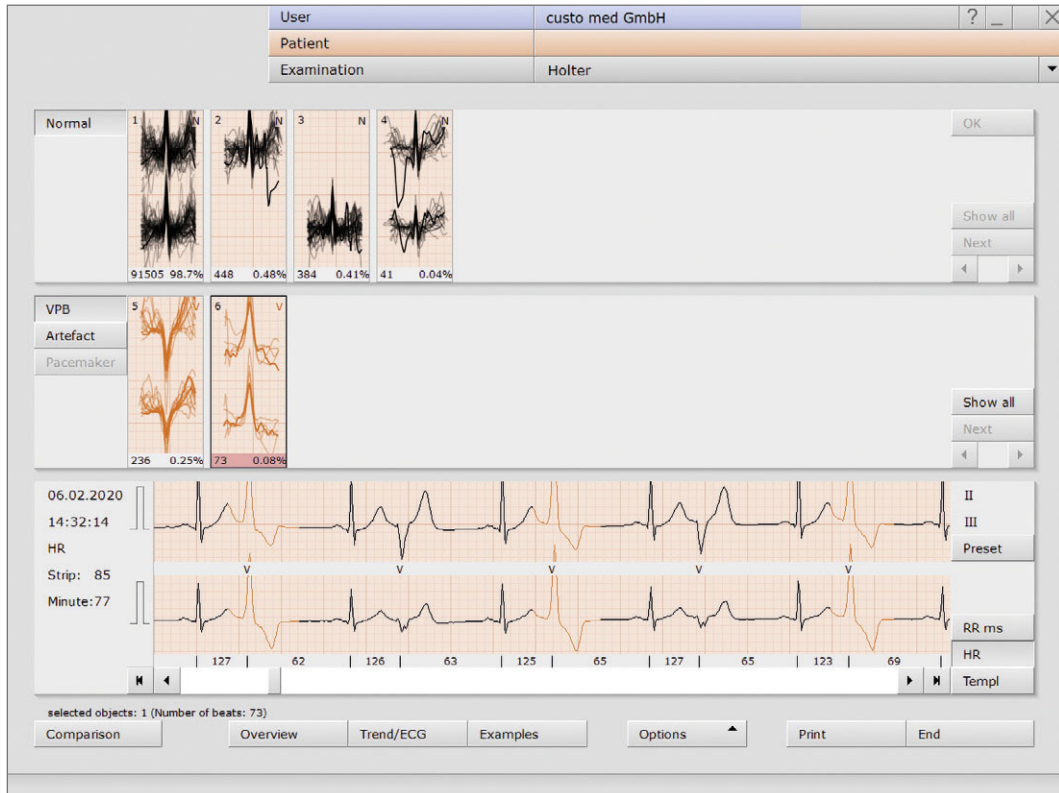 User custo med GmbH ? _ X
Patient
Examination Holter
Normal 1 N 2 N 3 N 4 N OK
Show all
Next
91505 98.7% 448 0.48% 384 0.41% 41 0.04%
VPB 5 V 6 V
Artefact
Pacemaker
Show all
Next
236 0.25% 73 0.08%
06.02.2020 II
14:32:14 III
HR Preset
Strip: 85 V V V V V
Minute:77
RR ms
127 62 126 63 125 65 127 65 123 69 HR
Templ
selected objects: 1 (Number of beats: 73)
Comparison Overview Trend/ECG Examples Options Print End